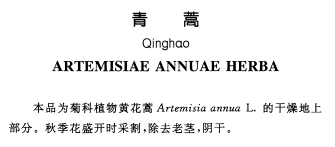 青 蒿
Qinghao
ARTEMISIAE ANNUAE HERBA
本品为菊科植物黄花蒿 Artemisia annua L. 的干燥地上
部分。秋季花盛开时采割,除去老茎,阴干。